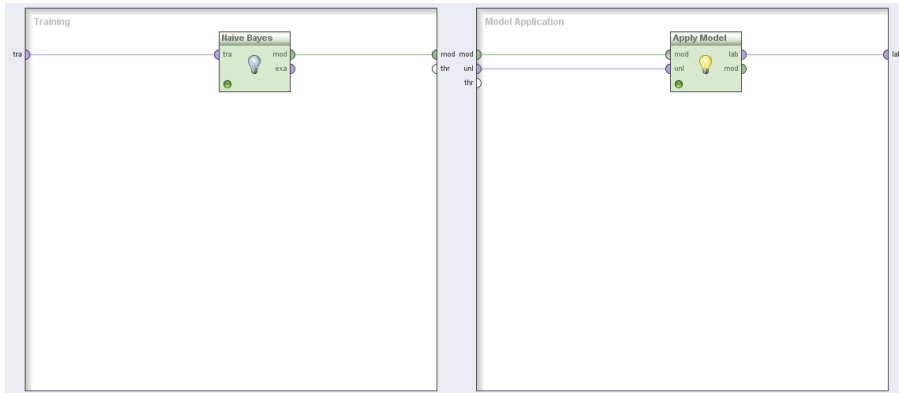 Training
Model Application
Naive Bayes
Apply Model
tra
tra
mod
mod
mod
mod
lab
lab
exa
thr
unl
unl
mod
thr